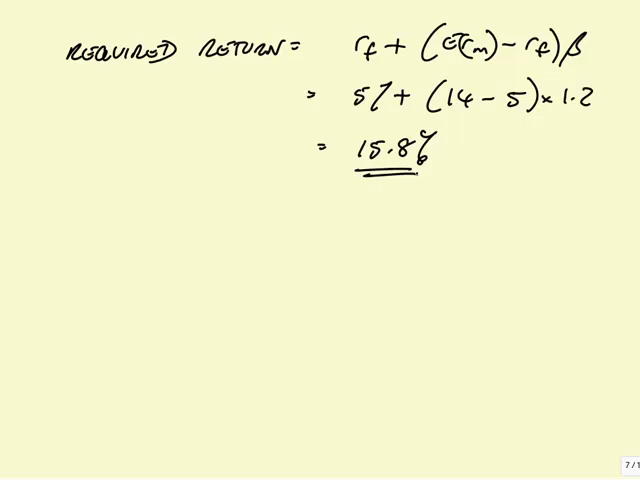 REQUIRED RETURN = rf + (E(rm) - rf)β
= 5% + (14 - 5) × 1.2
= 15.8%
7 / 1